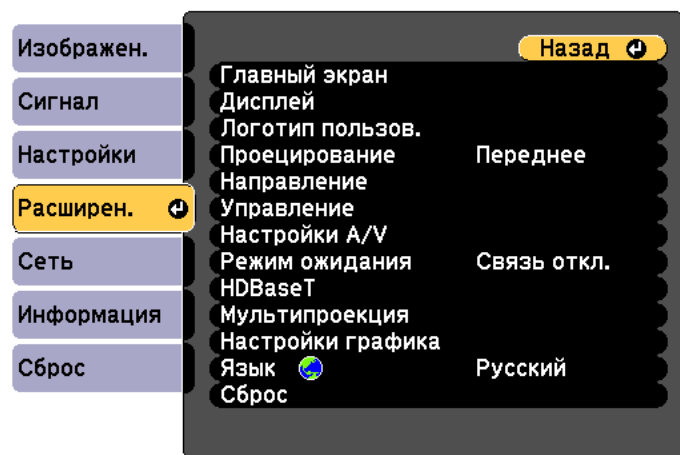 Изображен.
Сигнал
Настройки
Расширен.
Сеть
Информация
Сброс
Назад
Главный экран
Дисплей
Логотип пользов.
Проецирование Переднее
Направление
Управление
Настройки A/V
Режим ожидания Связь откл.
HDBaseT
Мультипроекция
Настройки графика
Язык Русский
Сброс